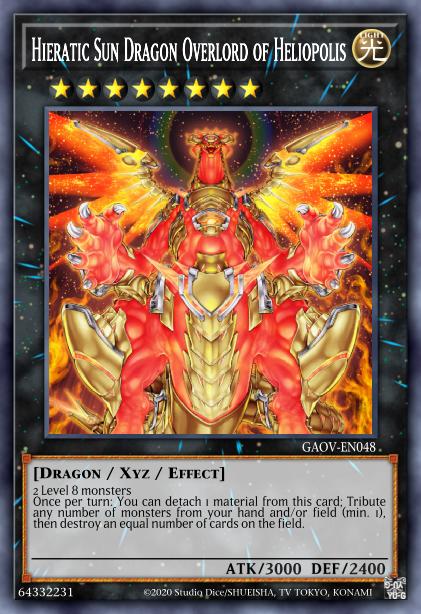 Hieratic Sun Dragon Overlord of Heliopolis
LIGHT
光
GAOV-EN048
[Dragon / Xyz / Effect]
2 Level 8 monsters
Once per turn: You can detach 1 material from this card; Tribute
any number of monsters from your hand and/or field (min. 1),
then destroy an equal number of cards on the field.
ATK/3000 DEF/2400
64332231
©2020 Studio Dice/SHUEISHA, TV TOKYO, KONAMI